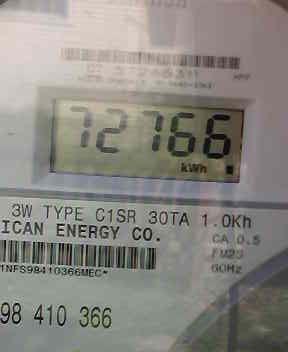 72766
kWh
3W TYPE C1SR 30TA 1.0Kh
ICAN ENERGY CO.
CA 0.5
FM2S
60Hz
1NFS98410366MEC*
98 410 366